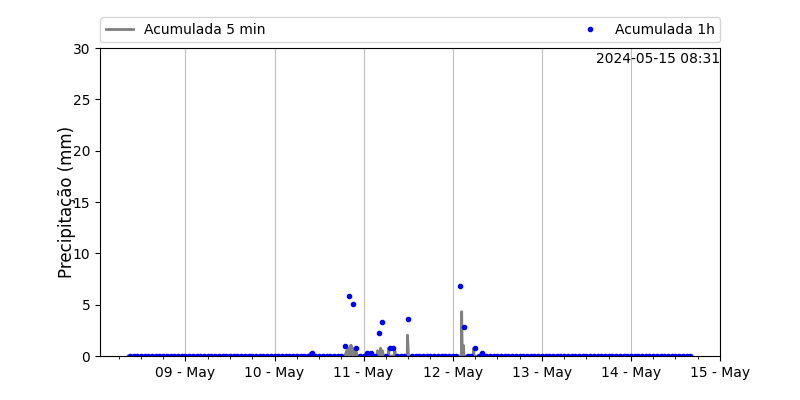 Acumulada 5 min
Acumulada 1h
2024-05-15 08:31
Precipitação (mm)
30
25
20
15
10
5
0
09 - May
10 - May
11 - May
12 - May
13 - May
14 - May
15 - May